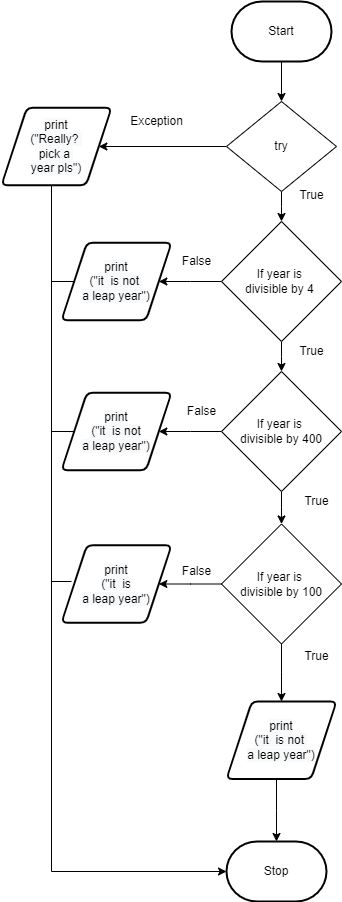 Start
try
Exception
print
("Really?
pick a
year pls")
True
If year is
divisible by 4
False
print
("it is not
a leap year")
True
If year is
divisible by 400
False
print
("it is not
a leap year")
True
If year is
divisible by 100
False
print
("it is
a leap year")
True
print
("it is not
a leap year")
Stop